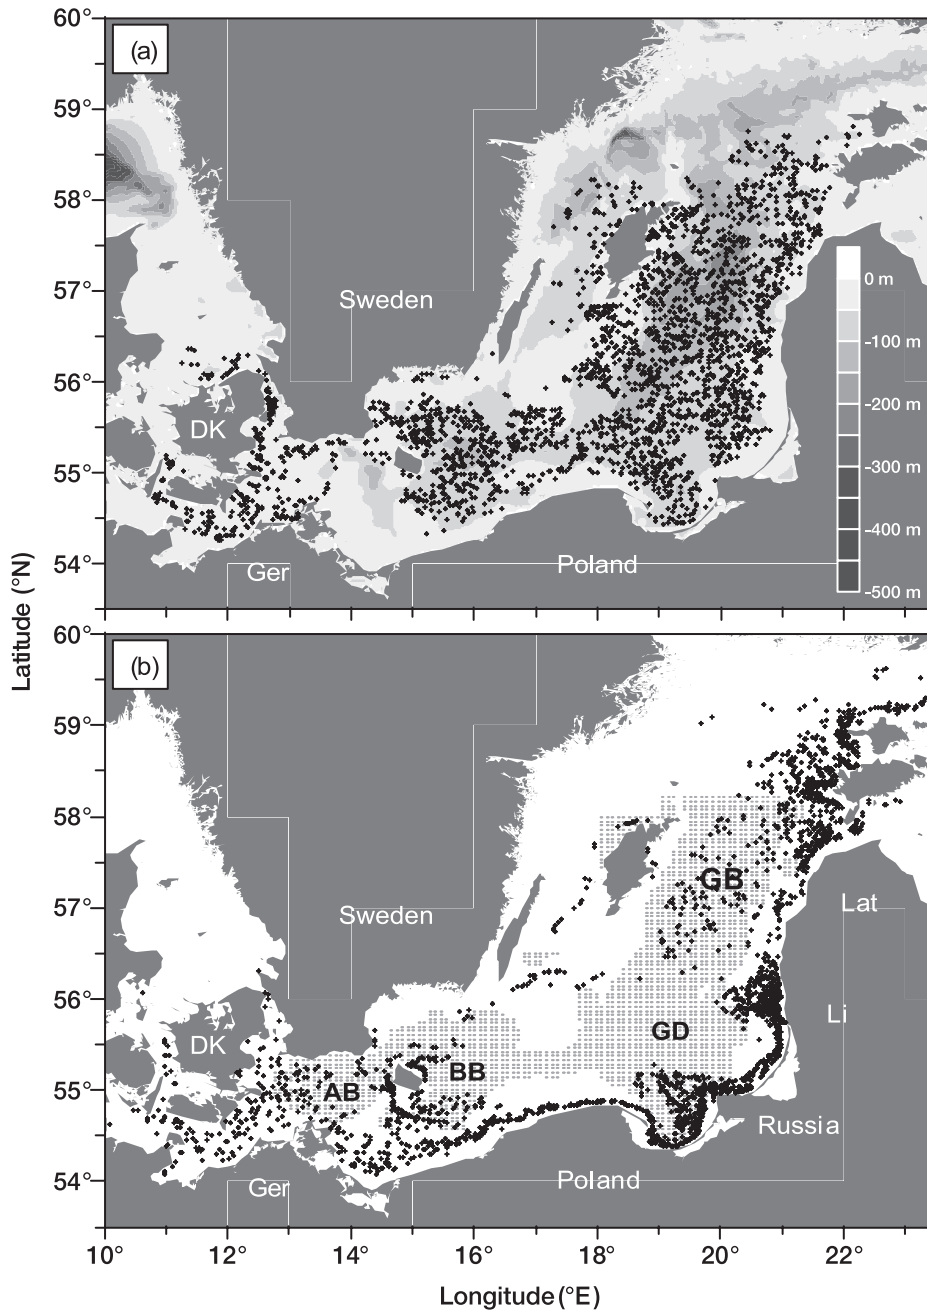 60°
(a)
59°
58°
57°
56°
55°
54°
Sweden
DK
Ger
Poland
0 m
-100 m
-200 m
-300 m
-400 m
-500 m
Latitude (°N)
60°
(b)
59°
58°
57°
56°
55°
54°
Sweden
GB
Lat
Li
DK
GD
BB
AB
Russia
Ger
Poland
10° 12° 14° 16° 18° 20° 22°
Longitude (°E)